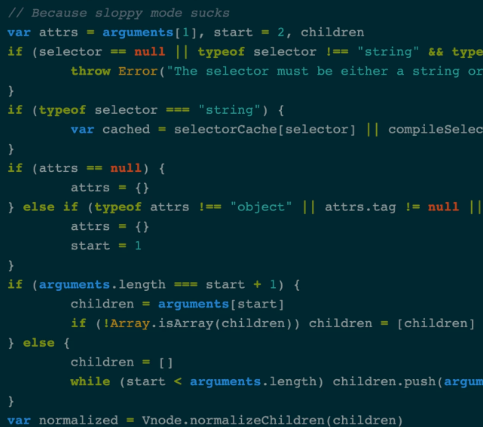 // Because sloppy mode sucks
var attrs = arguments[1], start = 2, children
if (selector == null || typeof selector !== "string" && type
throw Error("The selector must be either a string or
}
if (typeof selector === "string") {
var cached = selectorCache[selector] || compileSelec
}
if (attrs == null) {
attrs = {}
} else if (typeof attrs !== "object" || attrs.tag != null ||
attrs = {}
start = 1
}
if (arguments.length === start + 1) {
children = arguments[start]
if (!Array.isArray(children)) children = [children]
} else {
children = []
while (start < arguments.length) children.push(argum
}
var normalized = Vnode.normalizeChildren(children)